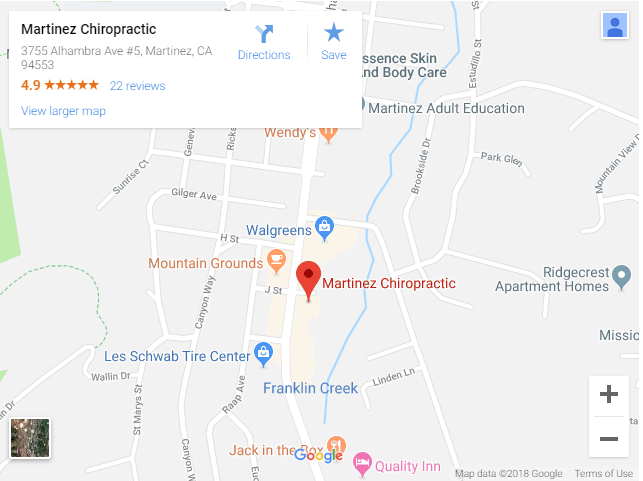 Martinez Chiropractic
3755 Alhambra Ave #5, Martinez, CA
94553
4.9
22 reviews
View larger map
Directions
Save
ssence Skin
And Body Care
Estudillo St
Martinez Adult Education
Wendy's
Brookside Dr
Park Glen
Mountain View D
Sunrise Ct
Gilger Ave
Walgreens
H St
Mountain Grounds
Canyon Way
Martinez Chiropractic
Ridgecrest
Apartment Homes
J St
Missio
Les Schwab Tire Center
Wallin Dr
St Marys St
Raap Ave
Franklin Creek
Linden Ln
Jack in the Box
Google
Quality Inn
Map data ©2018 Google
Terms of Use